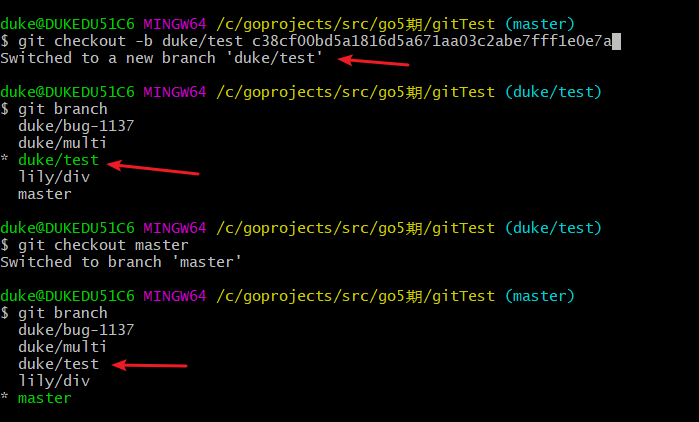 duke@DUKEDU51C6 MINGW64 /c/goprojects/src/go5期/gitTest (master)
$ git checkout -b duke/test c38cf00bd5a1816d5a671aa03c2abe7fff1e0e7a
Switched to a new branch 'duke/test'
duke@DUKEDU51C6 MINGW64 /c/goprojects/src/go5期/gitTest (duke/test)
$ git branch
duke/bug-1137
duke/multi
* duke/test
lily/div
master
duke@DUKEDU51C6 MINGW64 /c/goprojects/src/go5期/gitTest (duke/test)
$ git checkout master
Switched to branch 'master'
duke@DUKEDU51C6 MINGW64 /c/goprojects/src/go5期/gitTest (master)
$ git branch
duke/bug-1137
duke/multi
duke/test
lily/div
* master